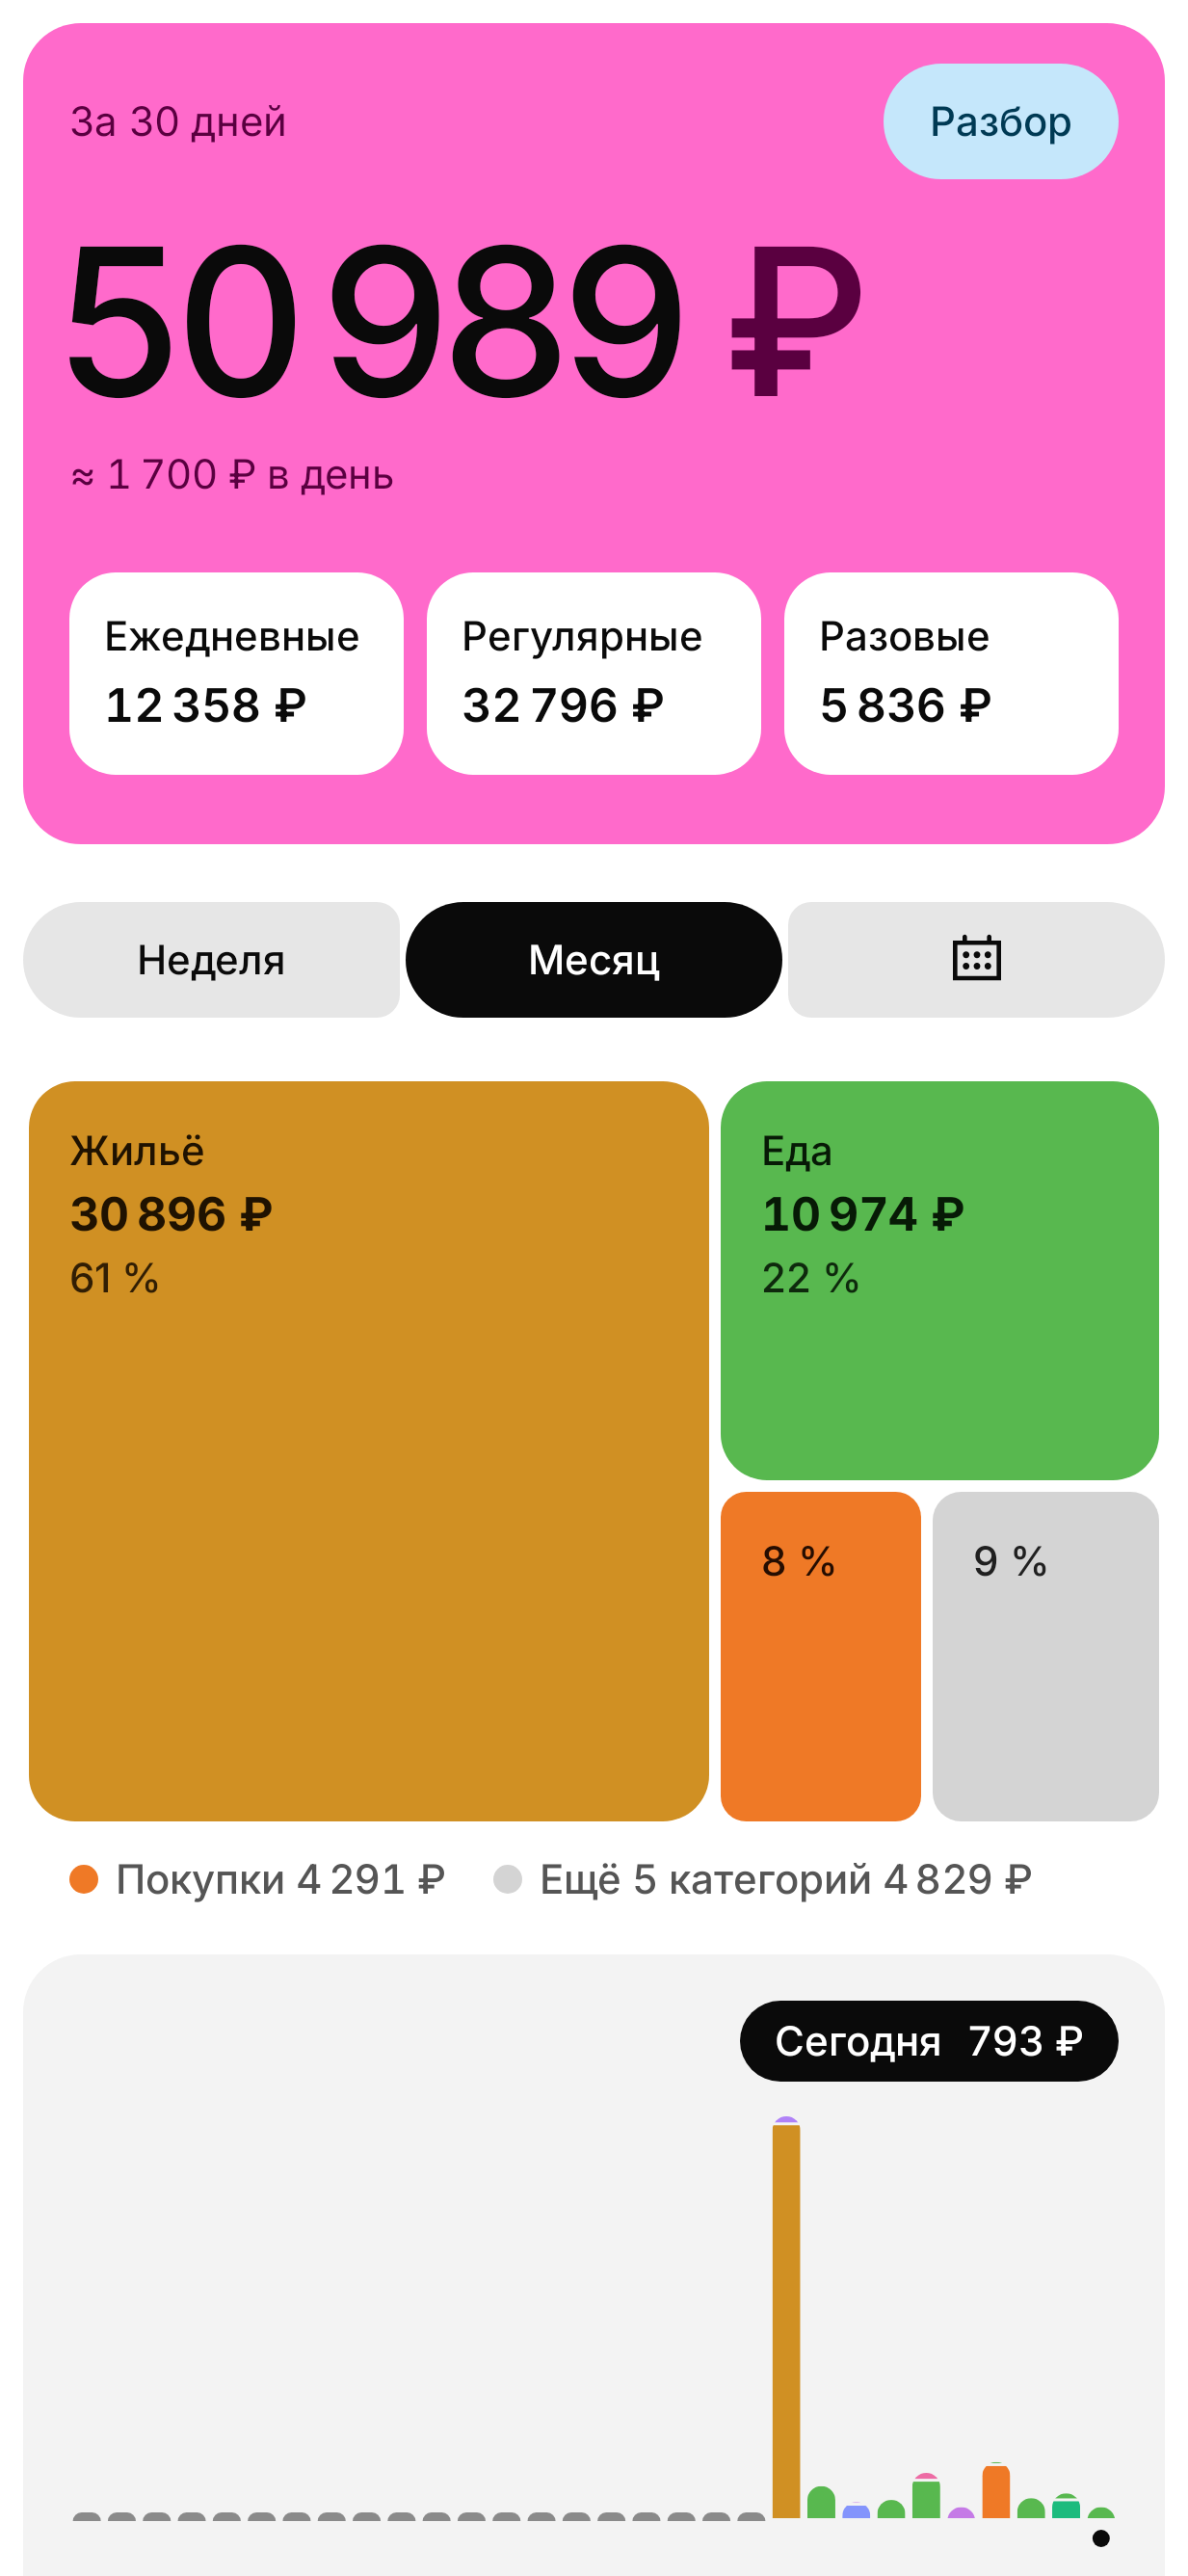 За 30 дней
Разбор
50 989 ₽
≈ 1 700 ₽ в день
Ежедневные
12 358 ₽
Регулярные
32 796 ₽
Разовые
5 836 ₽
Неделя
Месяц
Жильё
30 896 ₽
61 %
Еда
10 974 ₽
22 %
8 %
9 %
Покупки 4 291 ₽
Ещё 5 категорий 4 829 ₽
Сегодня 793 ₽